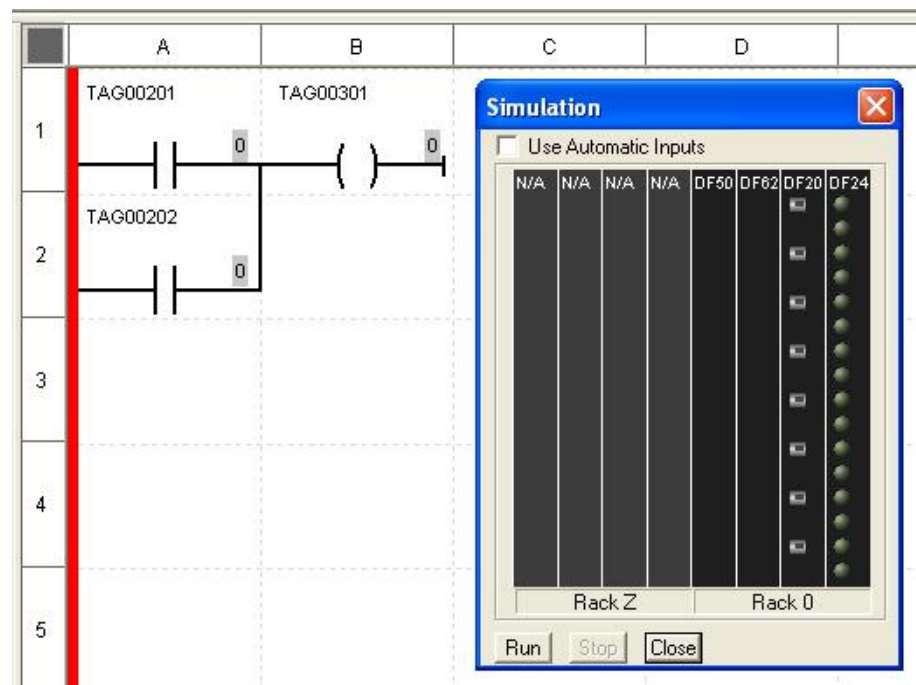 A B C D
TAG00201 TAG00301
1 0 0
TAG00202
2 0
3
4
5
Simulation
Use Automatic Inputs
N/A N/A N/A N/A DF50 DF62 DF20 DF24
Rack Z Rack 0
Run Stop Close